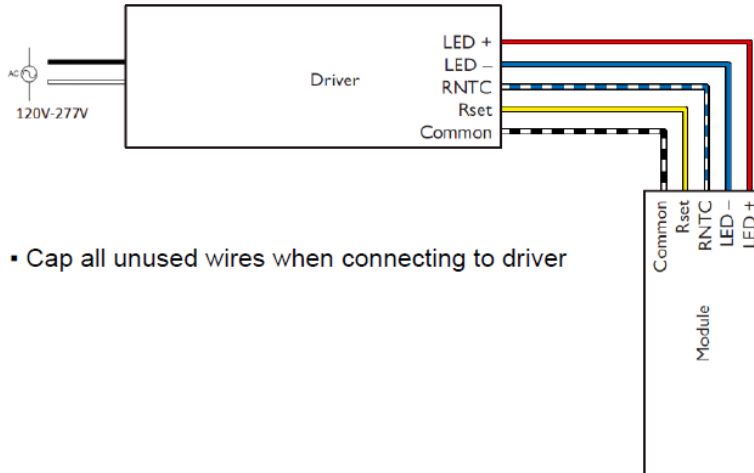 LED +
LED –
RNTC
Rset
Common
Driver
AC
120V-277V
▪ Cap all unused wires when connecting to driver
Common
Rset
RNTC
LED –
LED +
Module